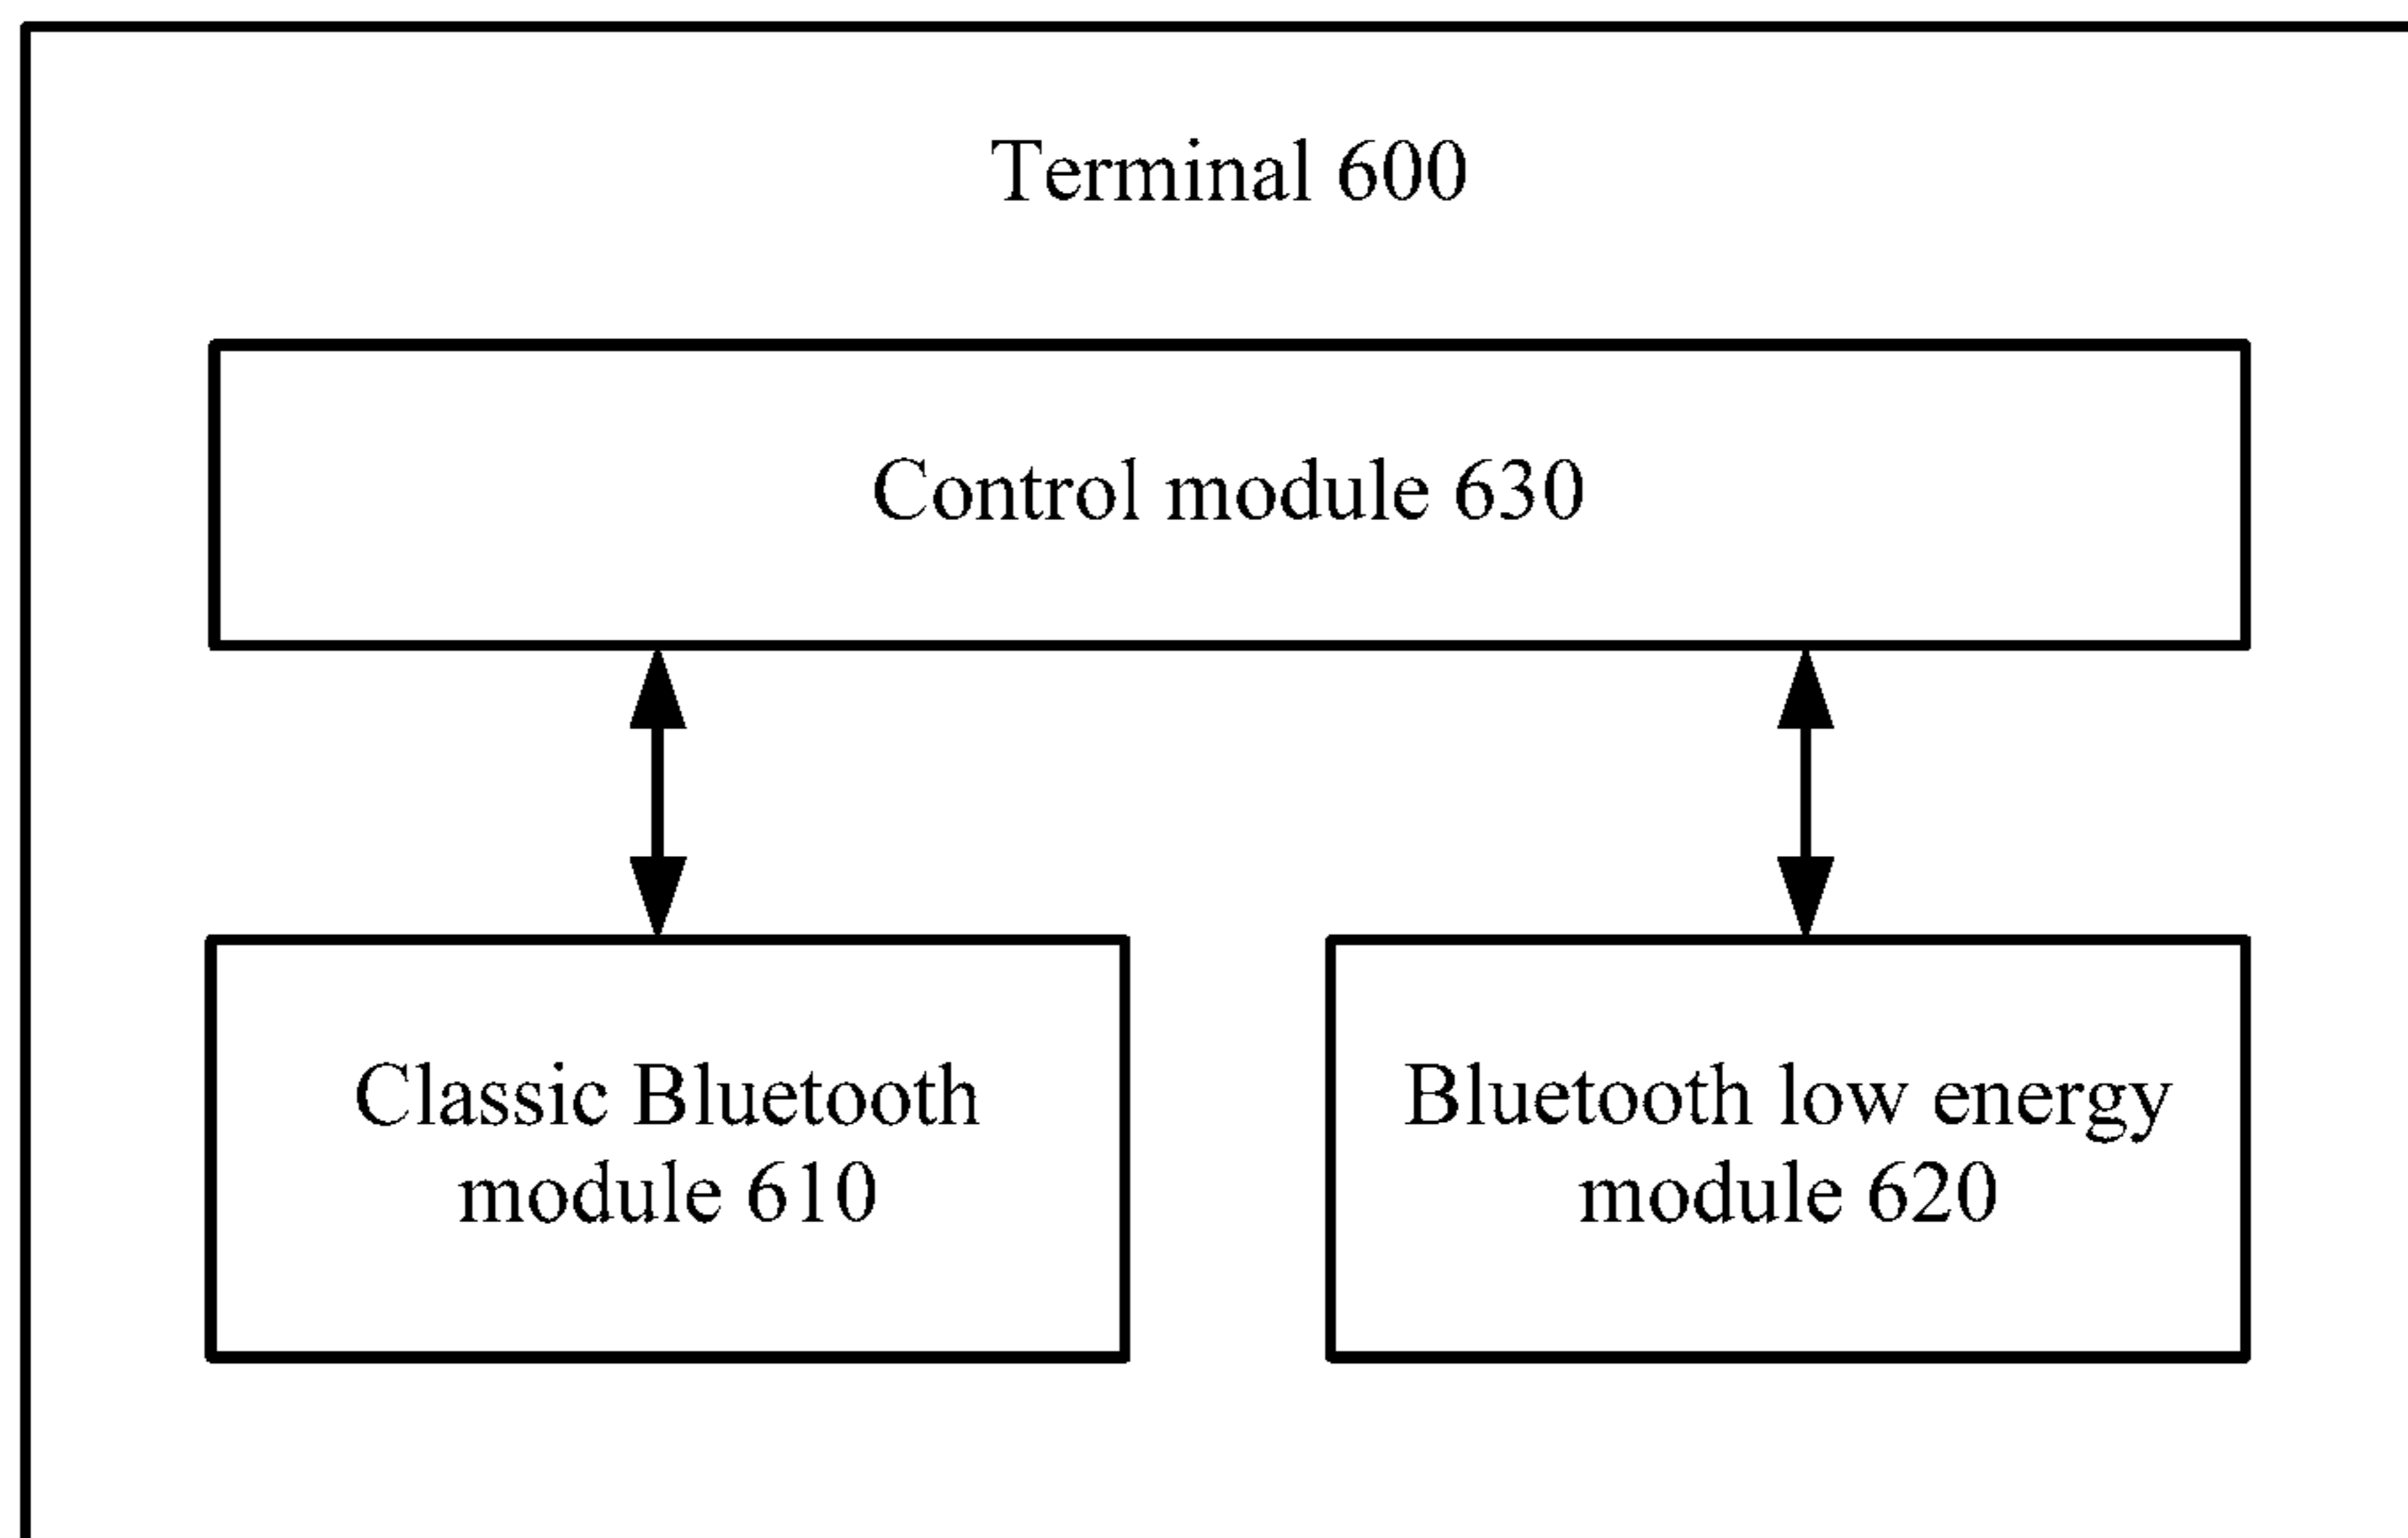 Terminal 600
Control module 630
Classic Bluetooth
module 610
Bluetooth low energy
module 620